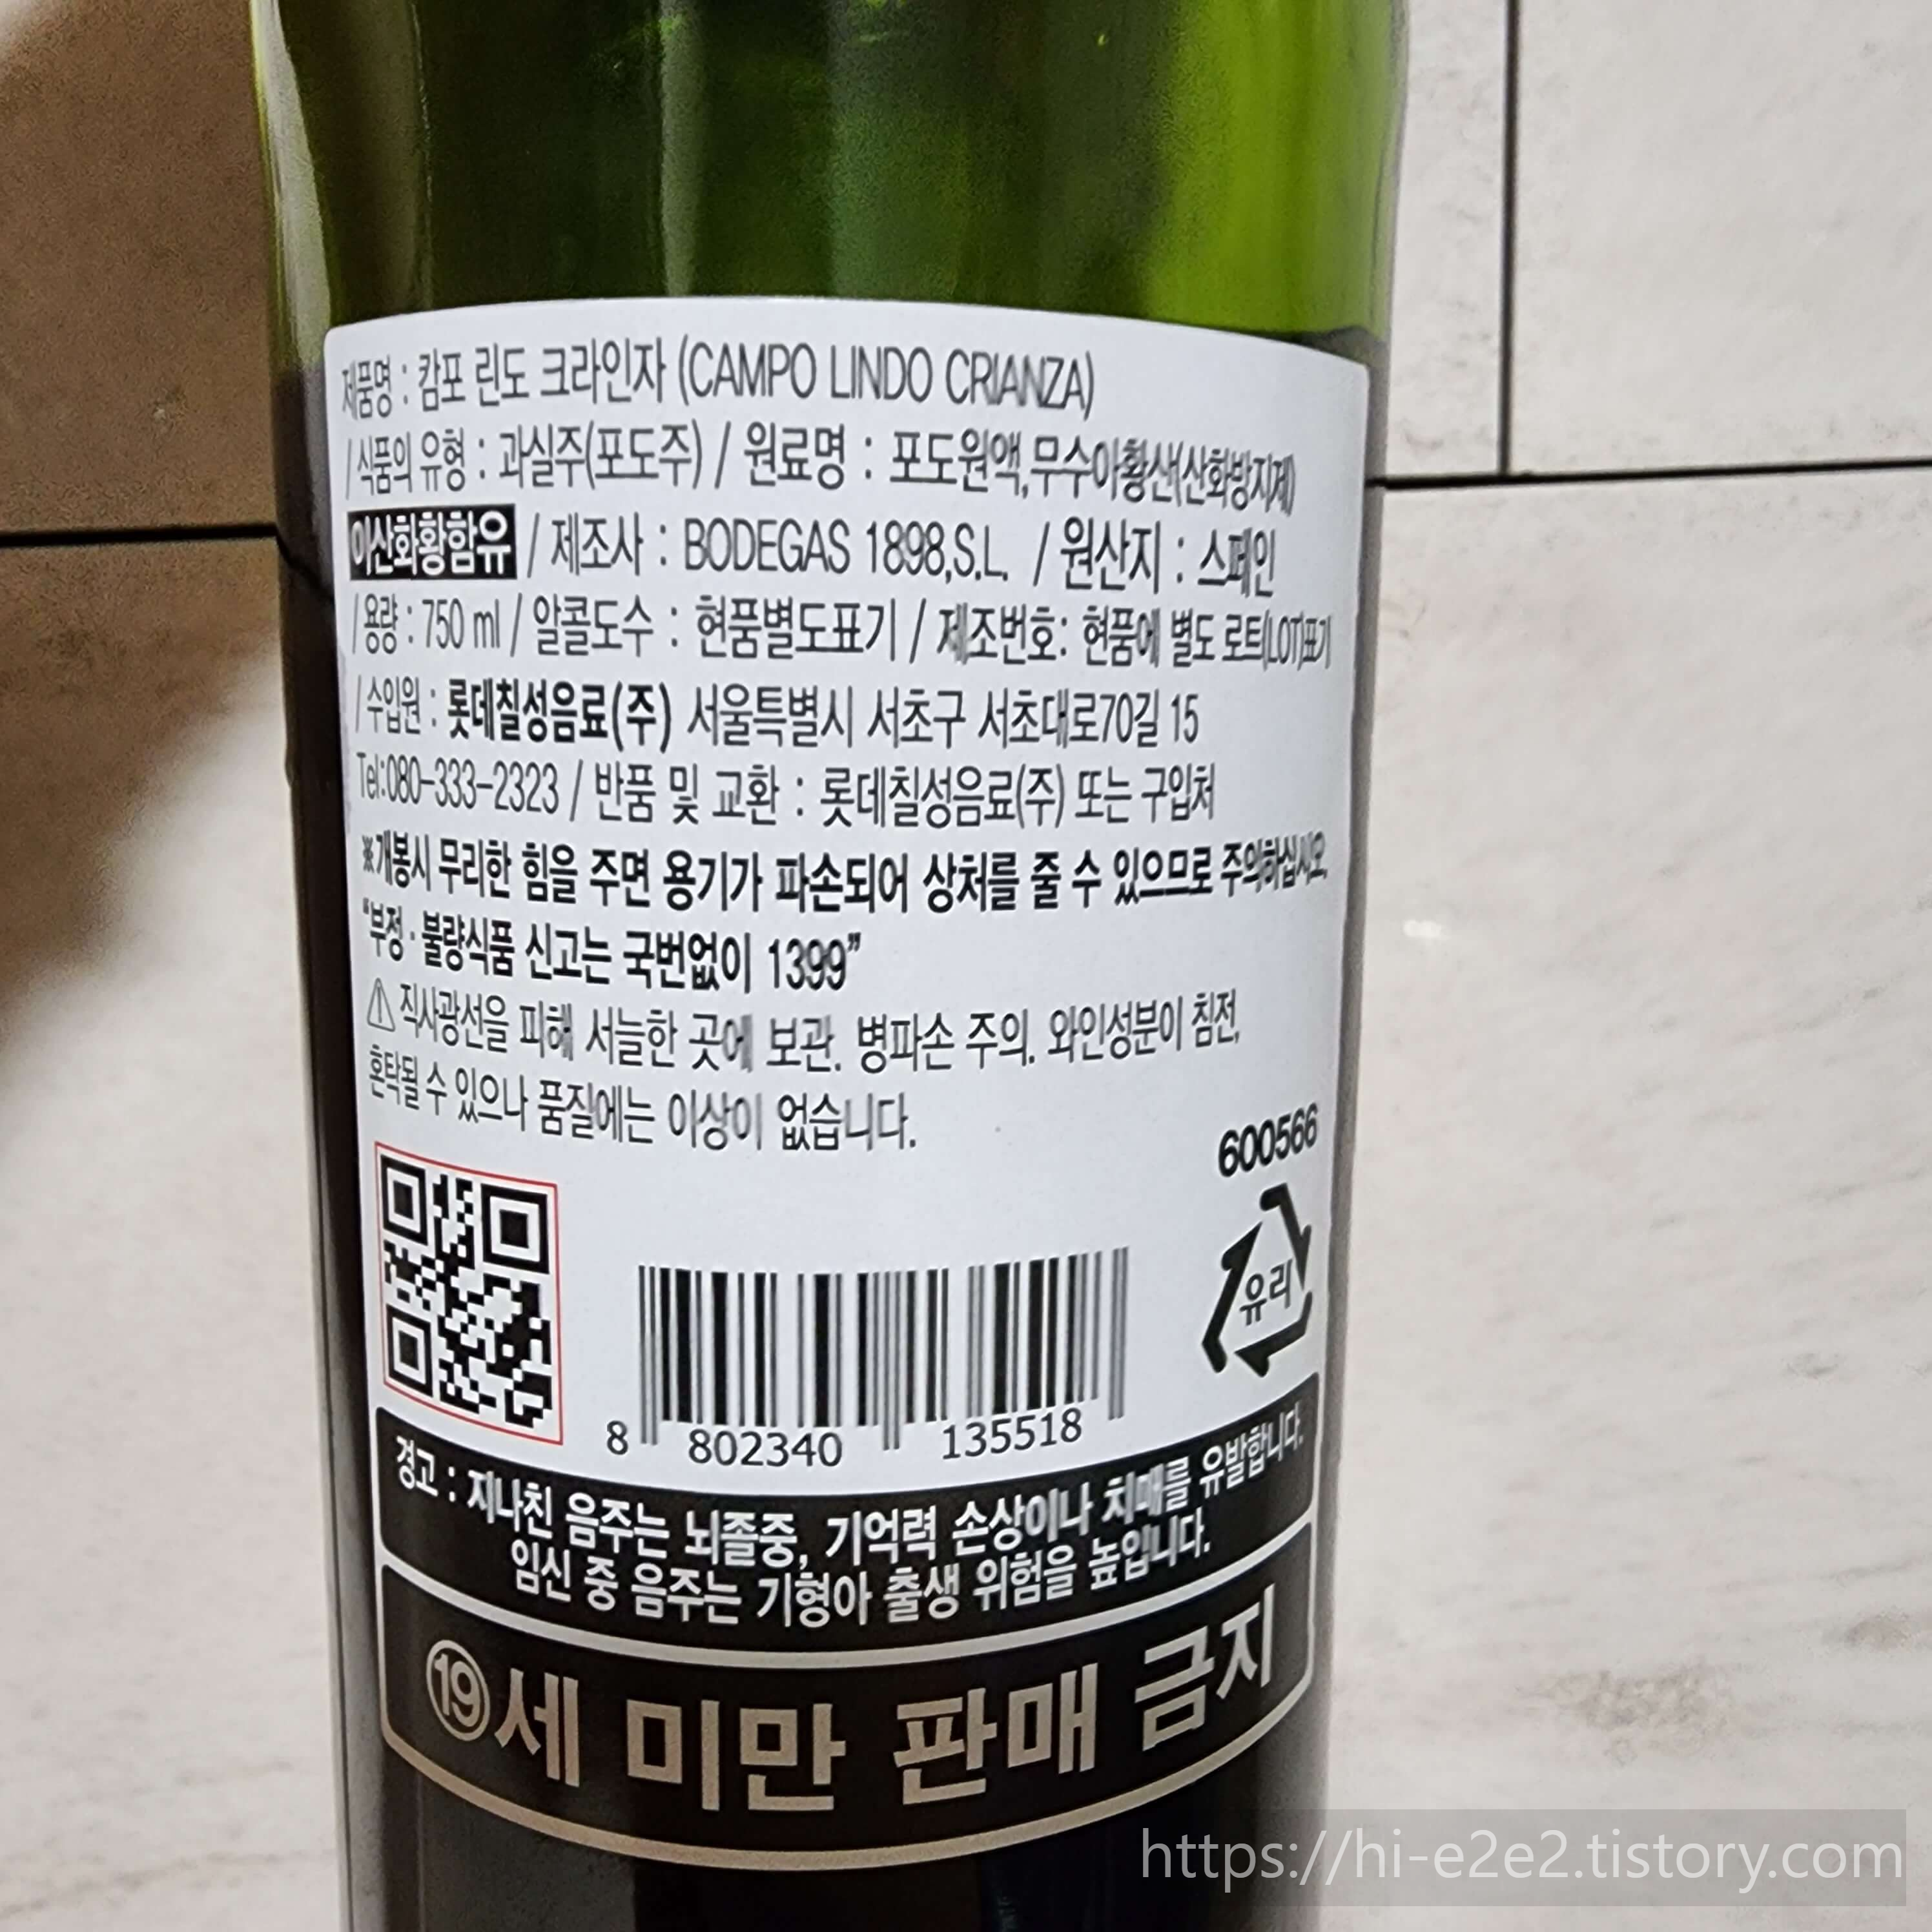 제품명 : 캄포 린도 크라인자 (CAMPO LINDO CRIANZA)
/ 식품의 유형 : 과실주(포도주) / 원료명 : 포도원액,무수아황산(산화방지제)
이산화황함유 / 제조사 : BODEGAS 1898,S.L. / 원산지 : 스페인
/ 용량 : 750 ml / 알콜도수 : 현품별도표기 / 제조번호: 현품에 별도 로트(LOT)표기
/ 수입원 : 롯데칠성음료(주) 서울특별시 서초구 서초대로70길 15
Tel:080-333-2323 / 반품 및 교환 : 롯데칠성음료(주) 또는 구입처
※개봉시 무리한 힘을 주면 용기가 파손되어 상처를 줄 수 있으므로 주의하십시오.
“부정·불량식품 신고는 국번없이 1399”
⚠ 직사광선을 피해 서늘한 곳에 보관. 병파손 주의. 와인성분이 침전,
혼탁될 수 있으나 품질에는 이상이 없습니다.
600566
유리
8 802340 135518
경고 : 지나친 음주는 뇌졸중, 기억력 손상이나 치매를 유발합니다.
임신 중 음주는 기형아 출생 위험을 높입니다.
⑲세 미만 판매 금지
https://hi-e2e2.tistory.com